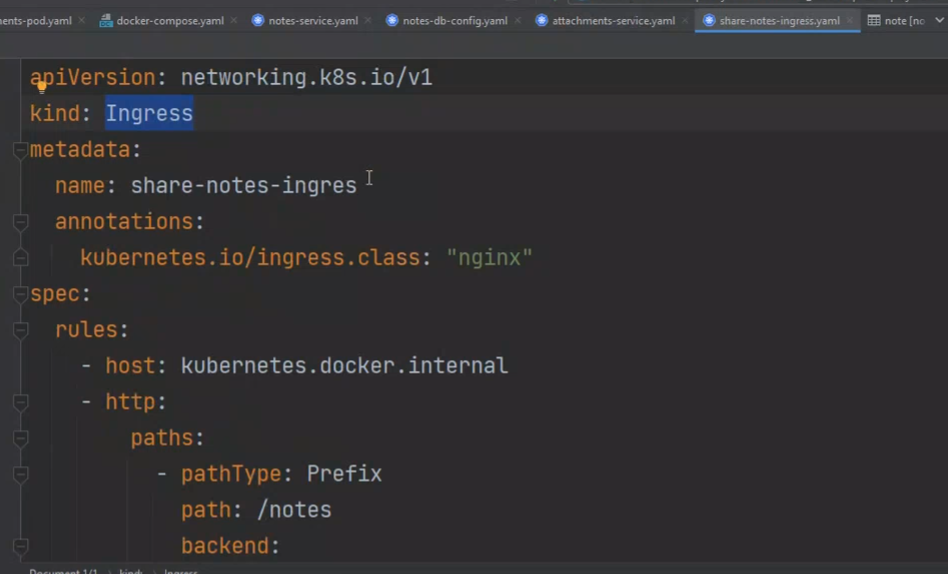 ents-pod.yaml docker-compose.yaml notes-service.yaml notes-db-config.yaml attachments-service.yaml share-notes-ingress.yaml note [no
apiVersion: networking.k8s.io/v1
kind: Ingress
metadata:
name: share-notes-ingres
annotations:
kubernetes.io/ingress.class: "nginx"
spec:
rules:
- host: kubernetes.docker.internal
- http:
paths:
- pathType: Prefix
path: /notes
backend:
Document 1/1 kind: Ingress